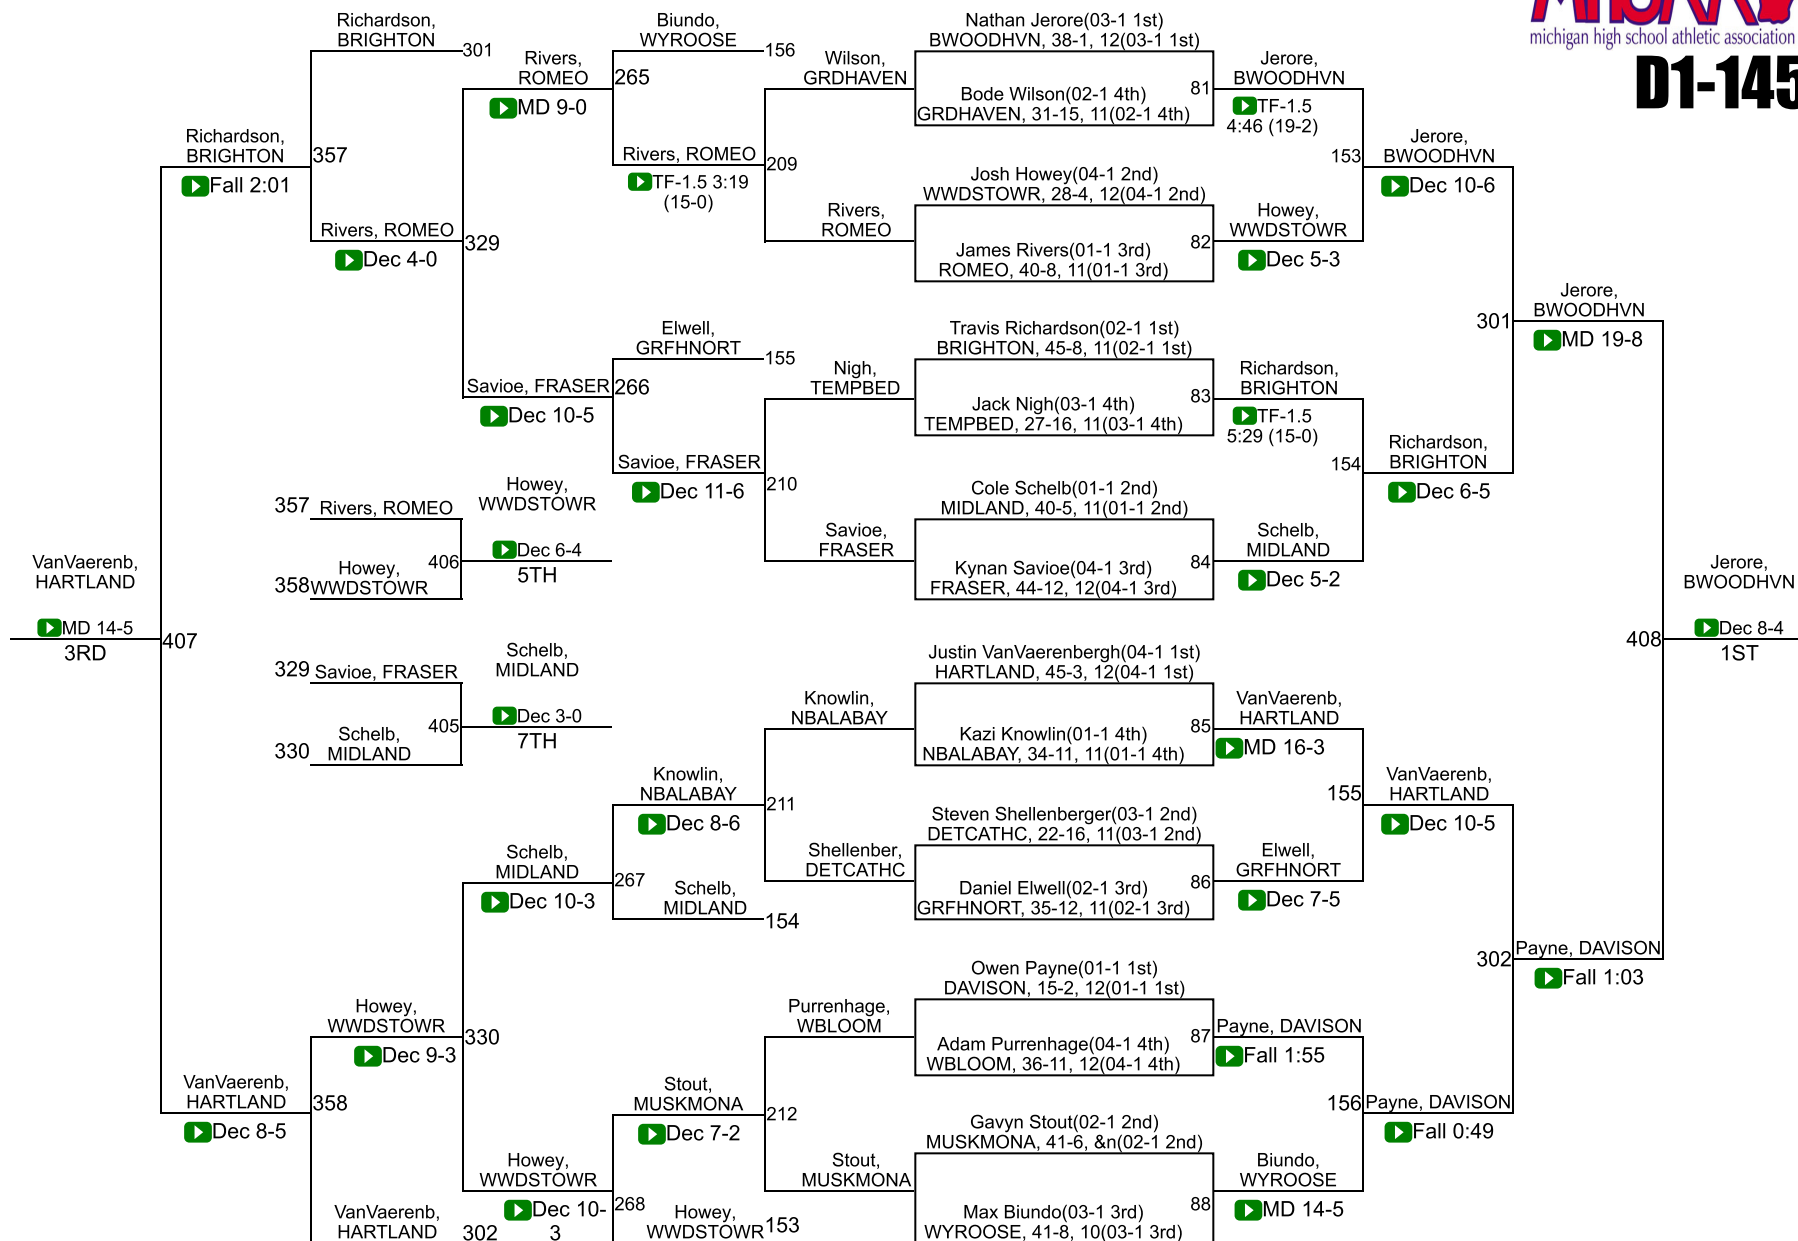 michigan high school athletic association
D1-145
Richardson,
BRIGHTON
301
357
Richardson,
BRIGHTON
Fall 2:01
Rivers, ROMEO
Dec 4-0
329
Rivers,
ROMEO
MD 9-0
265
Biundo,
WYROOSE
156
Rivers, ROMEO
TF-1.5 3:19
(15-0)
209
Wilson,
GRDHAVEN
Rivers,
ROMEO
Nathan Jerore(03-1 1st)
BWOODHVN, 38-1, 12(03-1 1st)
Bode Wilson(02-1 4th)
GRDHAVEN, 31-15, 11(02-1 4th)
81
Jerore,
BWOODHVN
TF-1.5
4:46 (19-2)
Josh Howey(04-1 2nd)
WWDSTOWR, 28-4, 12(04-1 2nd)
James Rivers(01-1 3rd)
ROMEO, 40-8, 11(01-1 3rd)
82
Howey,
WWDSTOWR
Dec 5-3
153
Jerore,
BWOODHVN
Dec 10-6
Savioe, FRASER
Dec 10-5
266
Elwell,
GRFHNORT
155
Savioe, FRASER
Dec 11-6
210
Nigh,
TEMPBED
Savioe,
FRASER
Travis Richardson(02-1 1st)
BRIGHTON, 45-8, 11(02-1 1st)
Jack Nigh(03-1 4th)
TEMPBED, 27-16, 11(03-1 4th)
83
Richardson,
BRIGHTON
TF-1.5
5:29 (15-0)
Cole Schelb(01-1 2nd)
MIDLAND, 40-5, 11(01-1 2nd)
Kynan Savioe(04-1 3rd)
FRASER, 44-12, 12(04-1 3rd)
84
Schelb,
MIDLAND
Dec 5-2
154
Richardson,
BRIGHTON
Dec 6-5
301
Jerore,
BWOODHVN
MD 19-8
357
Rivers, ROMEO
358
Howey,
WWDSTOWR
406
Howey,
WWDSTOWR
Dec 6-4
5TH
329
Savioe, FRASER
330
Schelb,
MIDLAND
405
Schelb,
MIDLAND
Dec 3-0
7TH
VanVaerenb,
HARTLAND
MD 14-5
3RD
407
408
Jerore,
BWOODHVN
Dec 8-4
1ST
Justin VanVaerenbergh(04-1 1st)
HARTLAND, 45-3, 12(04-1 1st)
Kazi Knowlin(01-1 4th)
NBALABAY, 34-11, 11(01-1 4th)
85
VanVaerenb,
HARTLAND
MD 16-3
Knowlin,
NBALABAY
Shellenber,
DETCATHC
211
Knowlin,
NBALABAY
Dec 8-6
Schelb,
MIDLAND
154
267
Schelb,
MIDLAND
Dec 10-3
Steven Shellenberger(03-1 2nd)
DETCATHC, 22-16, 11(03-1 2nd)
Daniel Elwell(02-1 3rd)
GRFHNORT, 35-12, 11(02-1 3rd)
86
Elwell,
GRFHNORT
Dec 7-5
155
VanVaerenb,
HARTLAND
Dec 10-5
302
Payne, DAVISON
Fall 1:03
Owen Payne(01-1 1st)
DAVISON, 15-2, 12(01-1 1st)
Adam Purrenhage(04-1 4th)
WBLOOM, 36-11, 12(04-1 4th)
87
Payne, DAVISON
Fall 1:55
Purrenhage,
WBLOOM
Stout,
MUSKMONA
212
Stout,
MUSKMONA
Dec 7-2
Howey,
WWDSTOWR
153
268
Howey,
WWDSTOWR
Dec 10-
3
330
Howey,
WWDSTOWR
Dec 9-3
358
VanVaerenb,
HARTLAND
Dec 8-5
VanVaerenb,
HARTLAND
302
Gavyn Stout(02-1 2nd)
MUSKMONA, 41-6, &n(02-1 2nd)
Max Biundo(03-1 3rd)
WYROOSE, 41-8, 10(03-1 3rd)
88
Biundo,
WYROOSE
MD 14-5
156
Payne, DAVISON
Fall 0:49